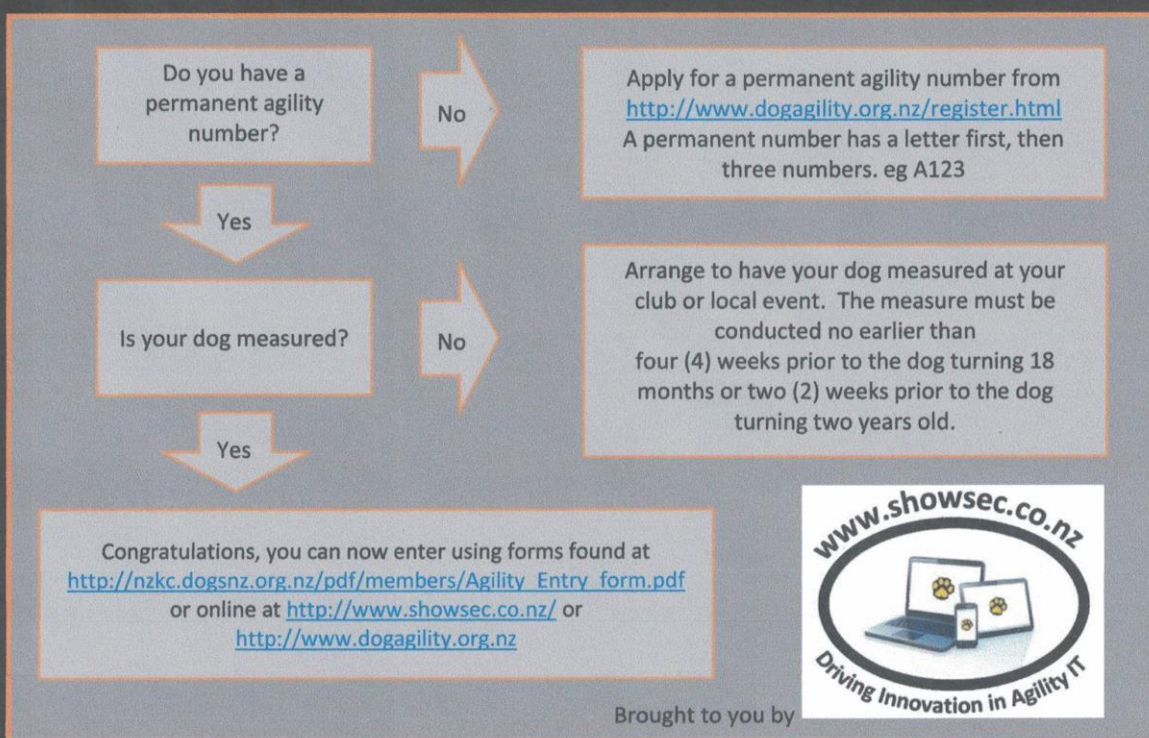 Do you have a
permanent agility
number?
No
Apply for a permanent agility number from
http://www.dogagility.org.nz/register.html
A permanent number has a letter first, then
three numbers. eg A123
Yes
Is your dog measured?
No
Arrange to have your dog measured at your
club or local event.  The measure must be
conducted no earlier than
four (4) weeks prior to the dog turning 18
months or two (2) weeks prior to the dog
turning two years old.
Yes
Congratulations, you can now enter using forms found at
http://nzkc.dogsnz.org.nz/pdf/members/Agility_Entry_form.pdf
or online at http://www.showsec.co.nz/ or
http://www.dogagility.org.nz
www.showsec.co.nz
Driving Innovation in Agility IT
Brought to you by